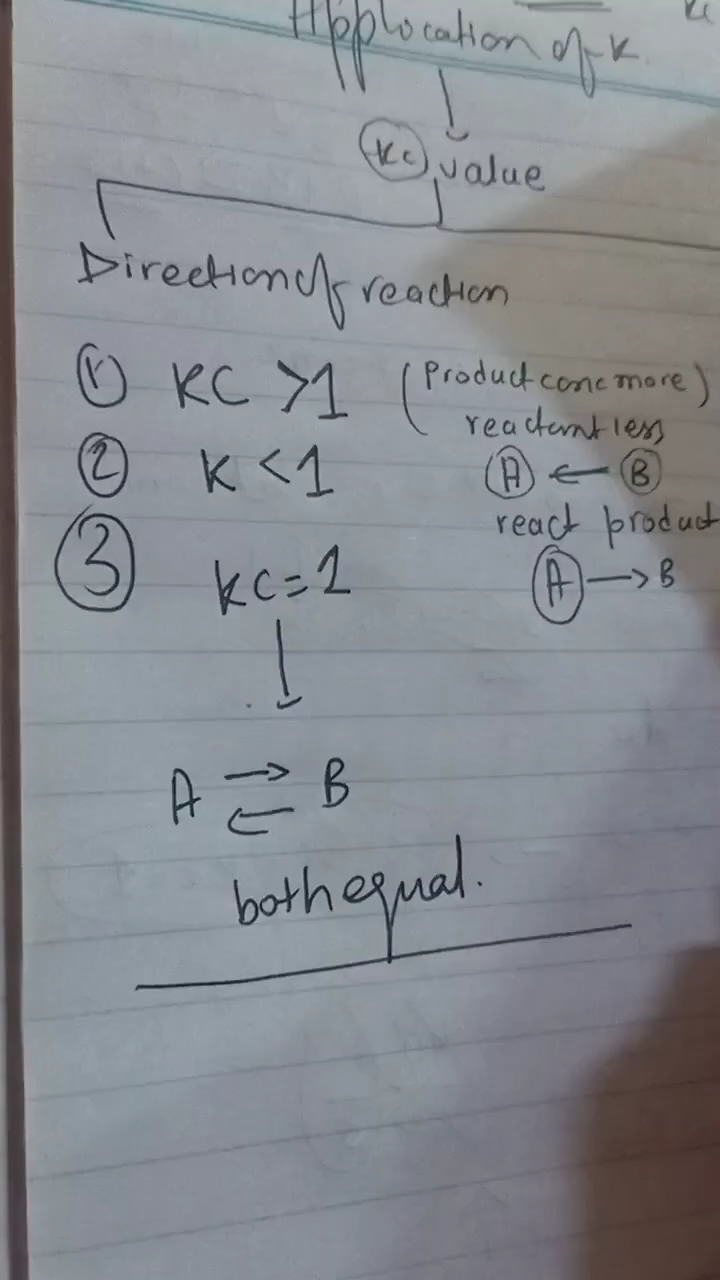 Applocation of K.
Kc value
Direction of reaction
① KC >1 (Product conc more)
reactant less
② K <1
A ← B
react product
③ KC=1
A → B
A ⇄ B
both equal.